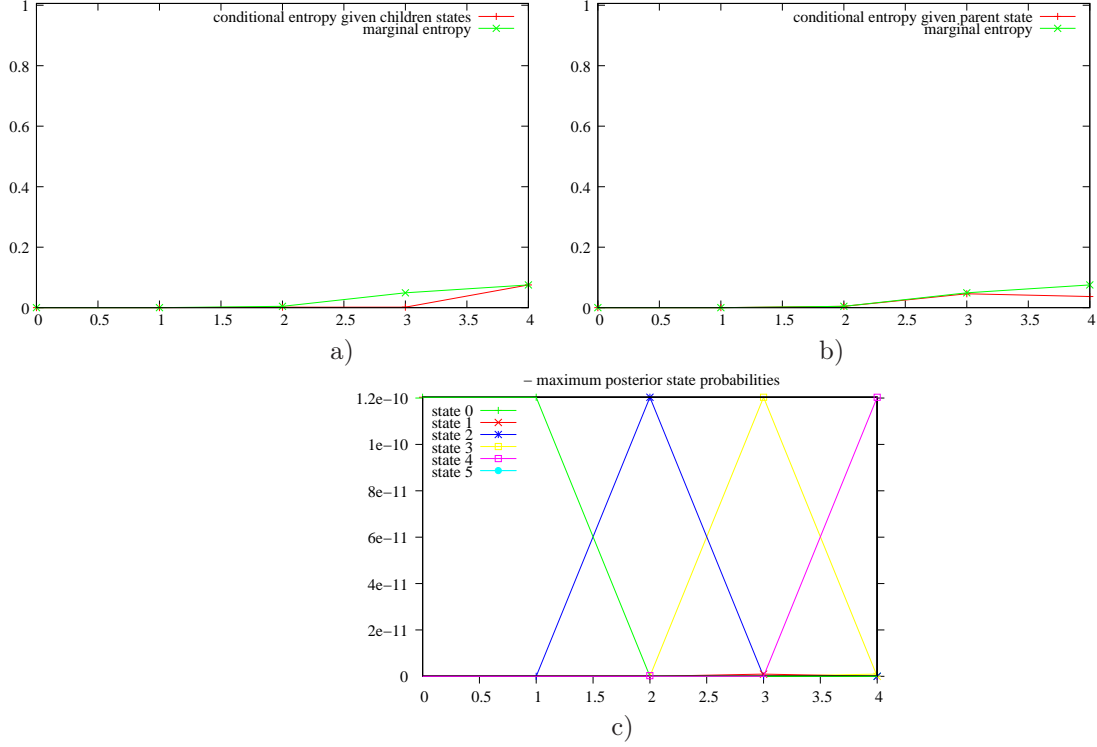 conditional entropy given children states
marginal entropy
1
0.8
0.6
0.4
0.2
0
0 0.5 1 1.5 2 2.5 3 3.5 4
a)
conditional entropy given parent state
marginal entropy
1
0.8
0.6
0.4
0.2
0
0 0.5 1 1.5 2 2.5 3 3.5 4
b)
– maximum posterior state probabilities
1.2e−10
1e−10
8e−11
6e−11
4e−11
2e−11
0
state 0
state 1
state 2
state 3
state 4
state 5
0 0.5 1 1.5 2 2.5 3 3.5 4
c)